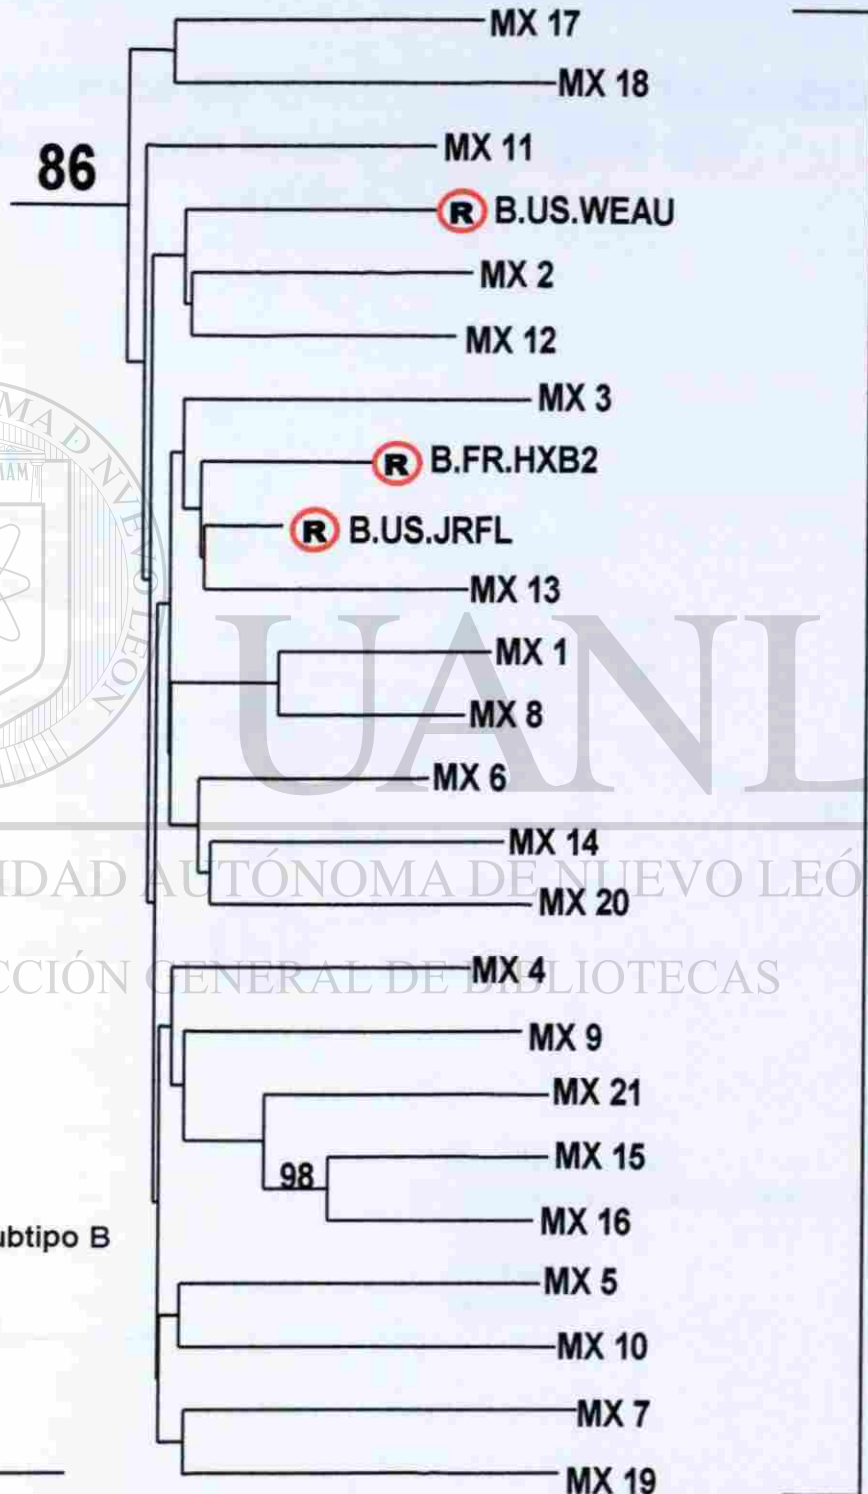 MX 17
MX 18
86
MX 11
R B.US.WEAU
MX 2
MX 12
MX 3
R B.FR.HXB2
R B.US.JRFL
MX 13
MX 1
MX 8
UANL
MX 6
MX 14
IDAD AUTÓNOMA DE NUEVO LEÓ
MX 20
MX 4
CCIÓN GENERAL DE BIBLIOTECAS
MX 9
MX 21
MX 15
98
MX 16
ubtipo B
MX 5
MX 10
MX 7
MX 19